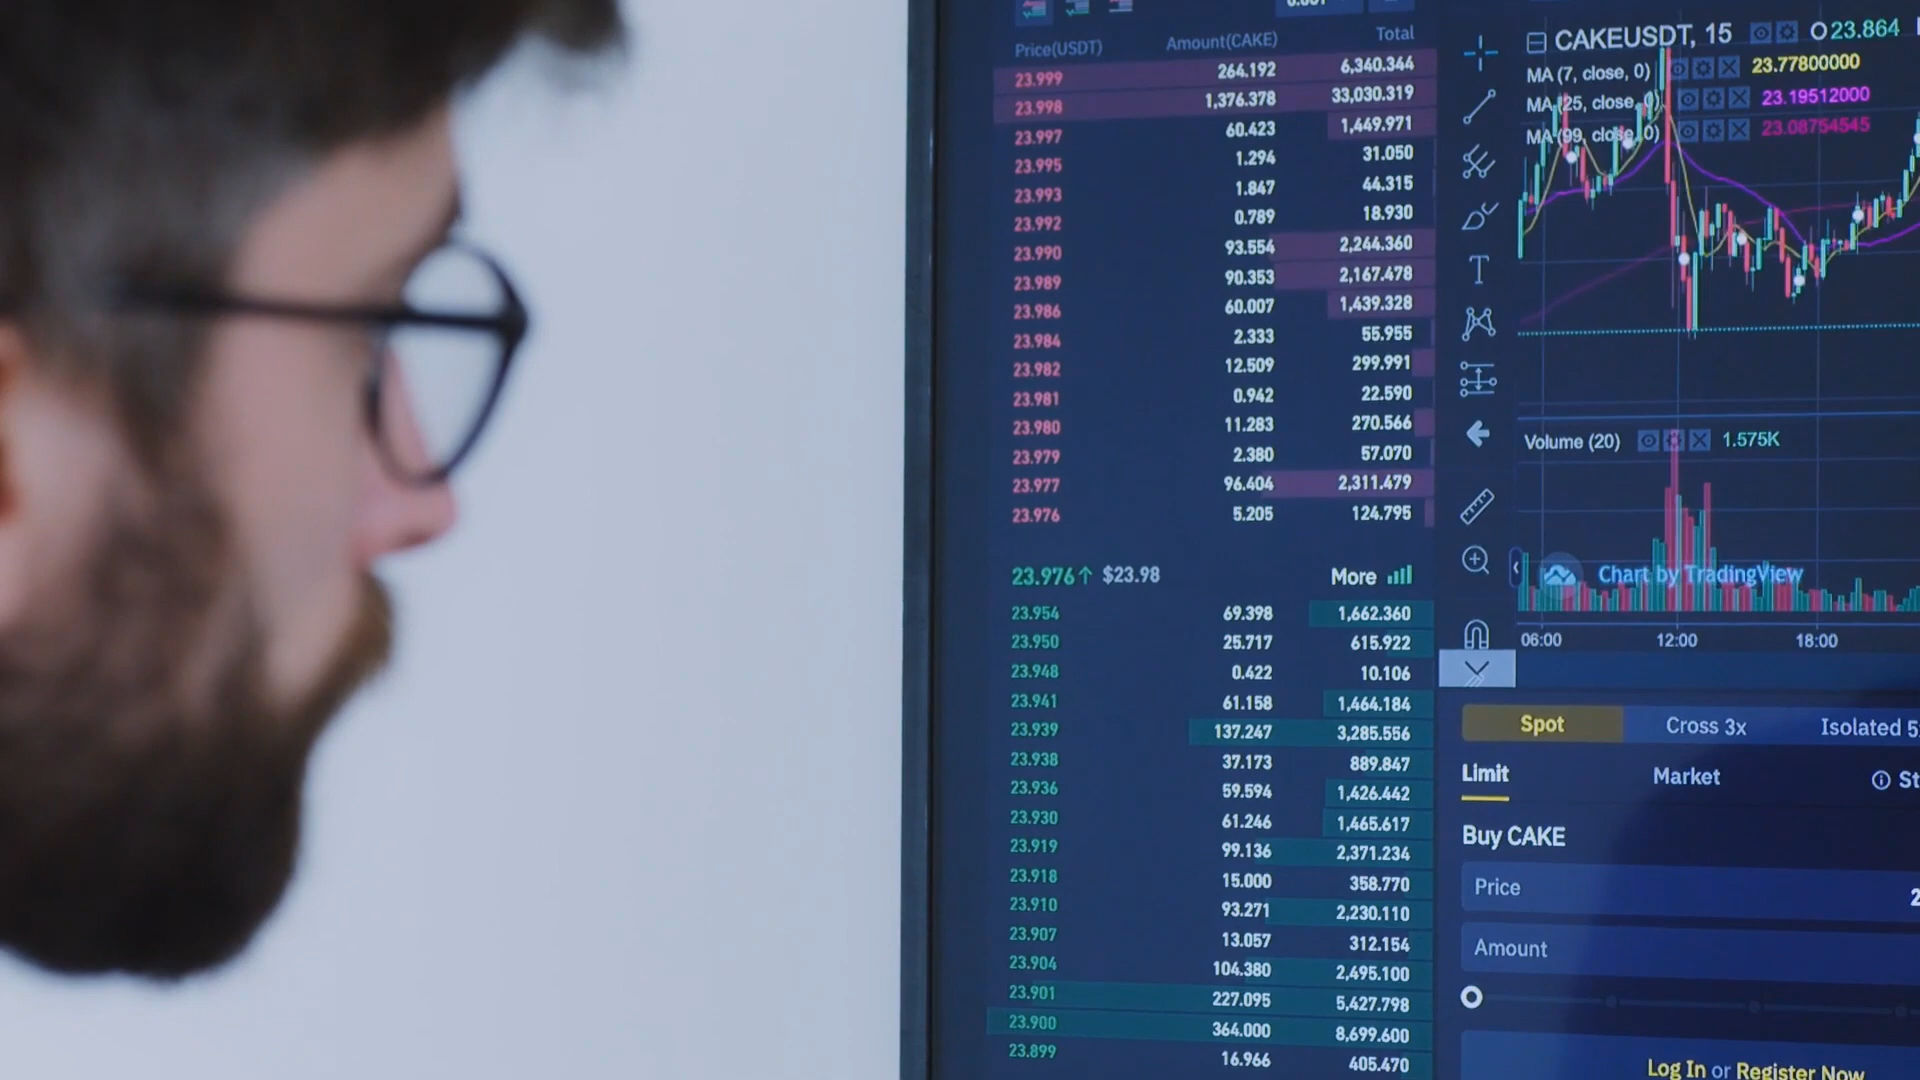 Price(USDT) Amount(CAKE) Total
23.999 264.192 6,340.344
23.998 1,376.378 33,030.319
23.997 60.423 1,449.971
23.995 1.294 31.050
23.993 1.847 44.315
23.992 0.789 18.930
23.990 93.554 2,244.360
23.989 90.353 2,167.478
23.986 60.007 1,439.328
23.984 2.333 55.955
23.982 12.509 299.991
23.981 0.942 22.590
23.980 11.283 270.566
23.979 2.380 57.070
23.977 96.404 2,311.479
23.976 5.205 124.795
23.976↑ $23.98 More
23.954 69.398 1,662.360
23.950 25.717 615.922
23.948 0.422 10.106
23.941 61.158 1,464.184
23.939 137.247 3,285.556
23.938 37.173 889.847
23.936 59.594 1,426.442
23.930 61.246 1,465.617
23.919 99.136 2,371.234
23.918 15.000 358.770
23.910 93.271 2,230.110
23.907 13.057 312.154
23.904 104.380 2,495.100
23.901 227.095 5,427.798
23.900 364.000 8,699.600
23.899 16.966 405.470
CAKEUSDT, 15 O 23.864
MA (7, close, 0) 23.77800000
MA (25, close, 0) 23.19512000
MA (99, close, 0) 23.08754545
Volume (20) 1.575K
Chart by TradingView
06:00 12:00 18:00
Spot Cross 3x Isolated 5
Limit Market St
Buy CAKE
Price 2
Amount
Log In or Register Now